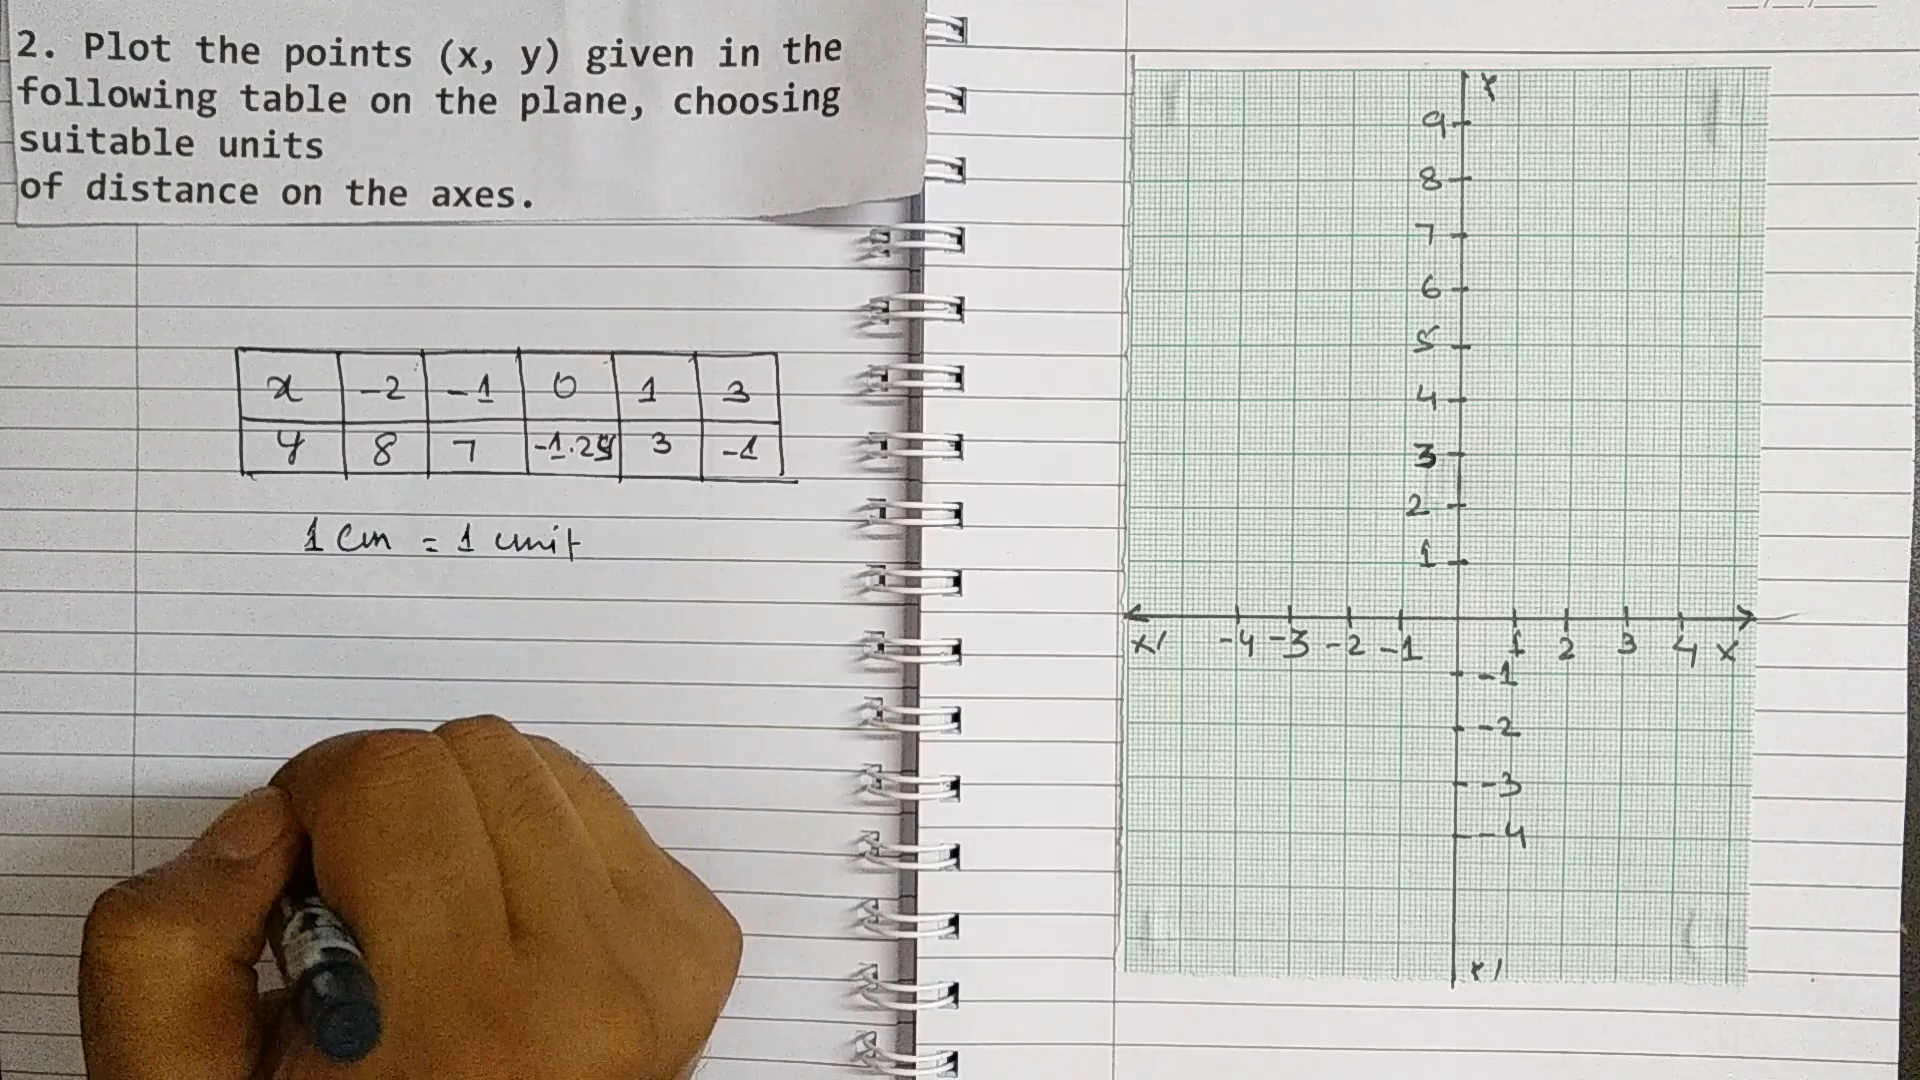 2. Plot the points (x, y) given in the
following table on the plane, choosing
suitable units
of distance on the axes.
x -2 -1 0 1 3
y 8 7 -1.25 3 -1
1 cm = 1 unit
Y
9
8
7
6
5
4
3
2
1
X' -4 -3 -2 -1 1 2 3 4 X
-1
-2
-3
-4
Y'